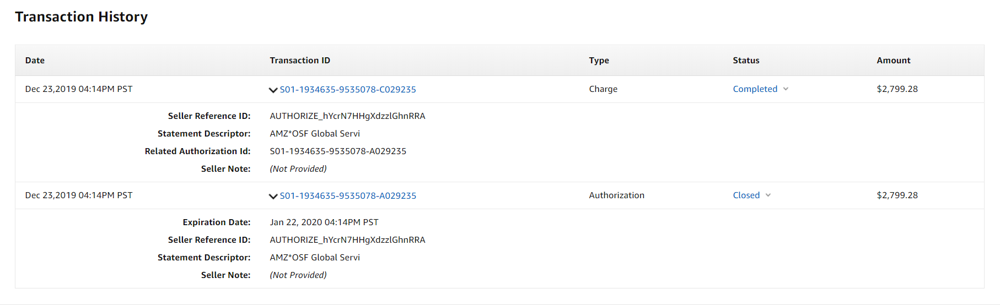 Transaction History
Date Transaction ID Type Status Amount
Dec 23,2019 04:14PM PST S01-1934635-9535078-C029235 Charge Completed $2,799.28
Seller Reference ID: AUTHORIZE_hYcrN7HHgXdzzlGhnRRA
Statement Descriptor: AMZ*OSF Global Servi
Related Authorization Id: S01-1934635-9535078-A029235
Seller Note: (Not Provided)
Dec 23,2019 04:14PM PST S01-1934635-9535078-A029235 Authorization Closed $2,799.28
Expiration Date: Jan 22, 2020 04:14PM PST
Seller Reference ID: AUTHORIZE_hYcrN7HHgXdzzlGhnRRA
Statement Descriptor: AMZ*OSF Global Servi
Seller Note: (Not Provided)